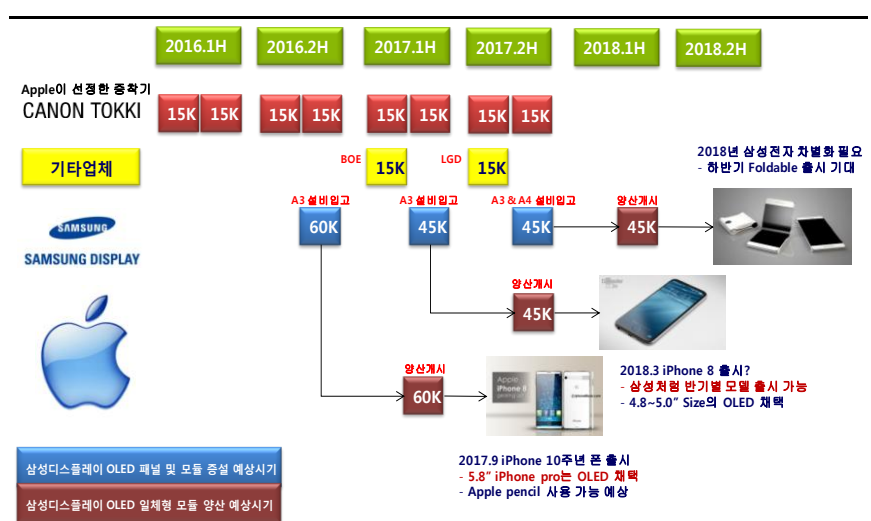 2016.1H 2016.2H 2017.1H 2017.2H 2018.1H 2018.2H
Apple이 선정한 증착기
CANON TOKKI
15K 15K 15K 15K 15K 15K 15K 15K
기타업체
BOE 15K LGD 15K
2018년 삼성전자 차별화 필요
- 하반기 Foldable 출시 기대
SAMSUNG
SAMSUNG DISPLAY
A3 설비입고 A3 설비입고 A3 & A4 설비입고 양산개시
60K 45K 45K 45K
양산개시
45K
2018.3 iPhone 8 출시?
- 삼성처럼 반기별 모델 출시 가능
- 4.8~5.0” Size의 OLED 채택
양산개시
60K
Apple
iPhone 8
2017.9 iPhone 10주년 폰 출시
- 5.8” iPhone pro는 OLED 채택
- Apple pencil 사용 가능 예상
삼성디스플레이 OLED 패널 및 모듈 증설 예상시기
삼성디스플레이 OLED 일체형 모듈 양산 예상시기